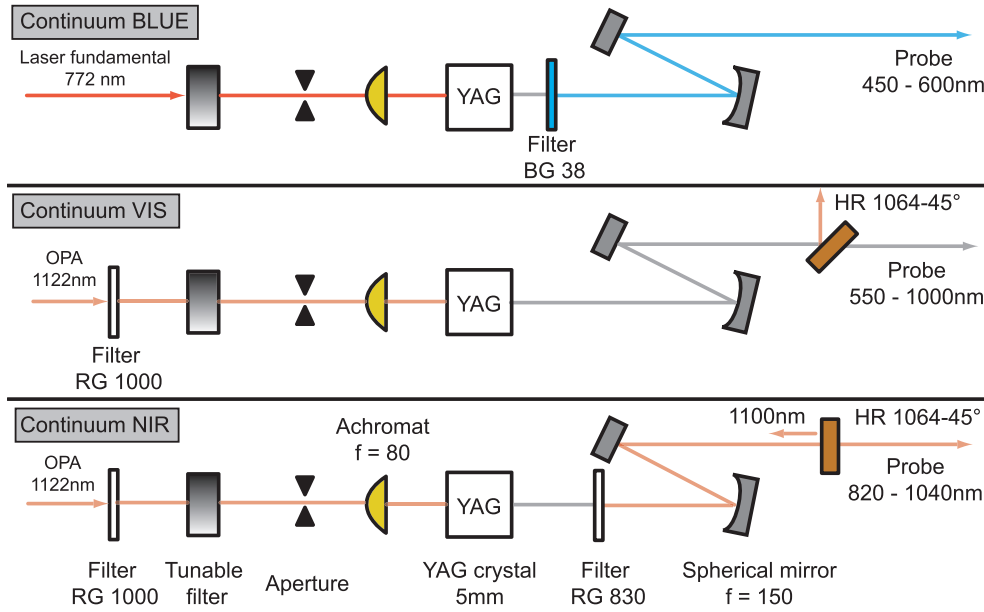 Continuum BLUE
Laser fundamental
772 nm
YAG
Filter
BG 38
Probe
450 - 600nm
Continuum VIS
HR 1064-45°
OPA
1122nm
YAG
Probe
550 - 1000nm
Filter
RG 1000
Continuum NIR
1100nm
HR 1064-45°
Achromat
f = 80
OPA
1122nm
YAG
Probe
820 - 1040nm
Filter
RG 1000
Tunable
filter
Aperture
YAG crystal
5mm
Filter
RG 830
Spherical mirror
f = 150